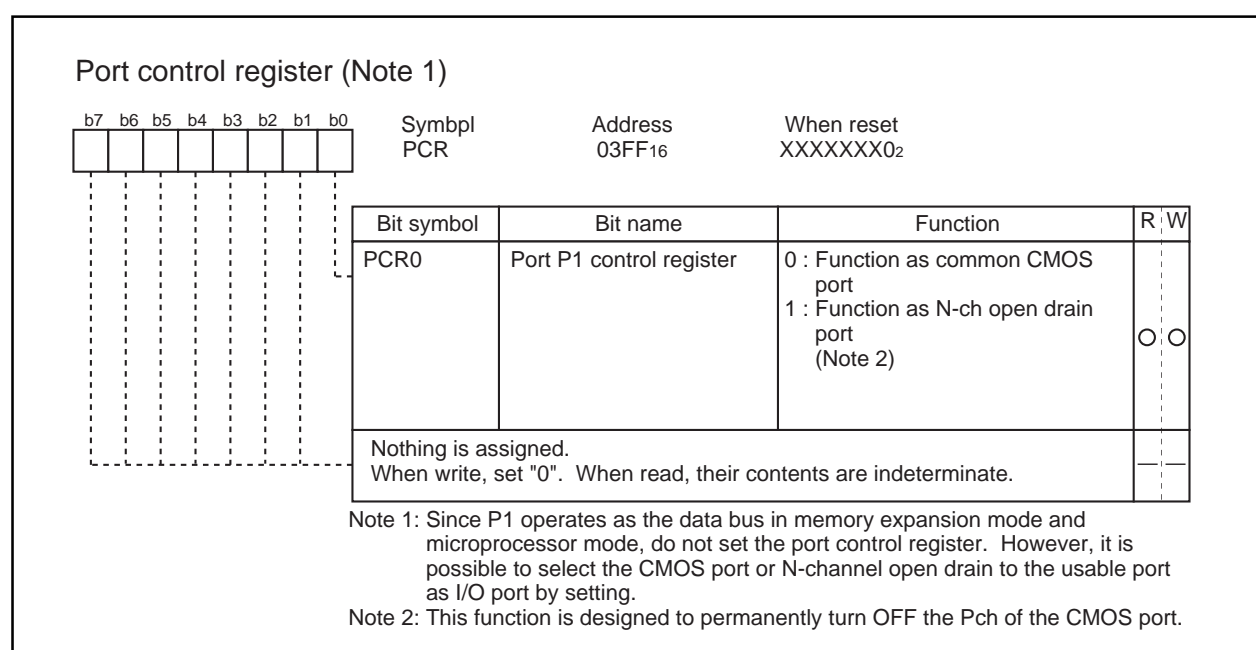 Port control register (Note 1)
b7 b6 b5 b4 b3 b2 b1 b0
Symbpl Address When reset
PCR 03FF16 XXXXXXX02
Bit symbol Bit name Function R W
PCR0 Port P1 control register 0 : Function as common CMOS
port
1 : Function as N-ch open drain
port
(Note 2)
Nothing is assigned.
When write, set "0". When read, their contents are indeterminate.
Note 1: Since P1 operates as the data bus in memory expansion mode and
microprocessor mode, do not set the port control register. However, it is
possible to select the CMOS port or N-channel open drain to the usable port
as I/O port by setting.
Note 2: This function is designed to permanently turn OFF the Pch of the CMOS port.